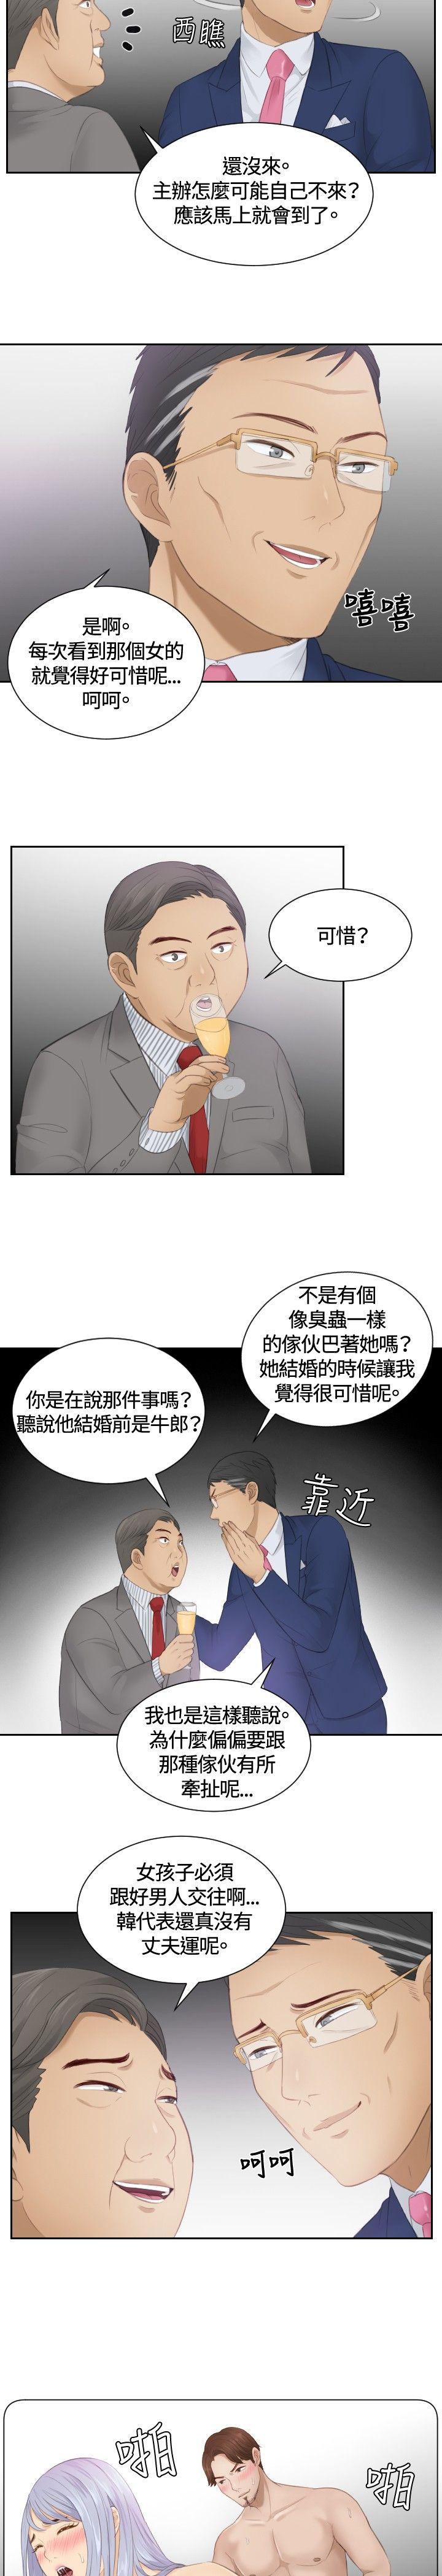 西瞧
還沒來。
主辦怎麼可能自己不來？
應該馬上就會到了。
嘻嘻
是啊。
每次看到那個女的
就覺得好可惜呢...
呵呵。
可惜？
不是有個
像臭蟲一樣
的傢伙巴著她嗎？
她結婚的時候讓我
覺得很可惜呢。
你是在說那件事嗎？
聽說他結婚前是牛郎？
靠近
我也是這樣聽說。
為什麼偏偏要跟
那種傢伙有所
牽扯呢...
女孩子必須
跟好男人交往啊...
韓代表還真沒有
丈夫運呢。
呵呵
啪
啪